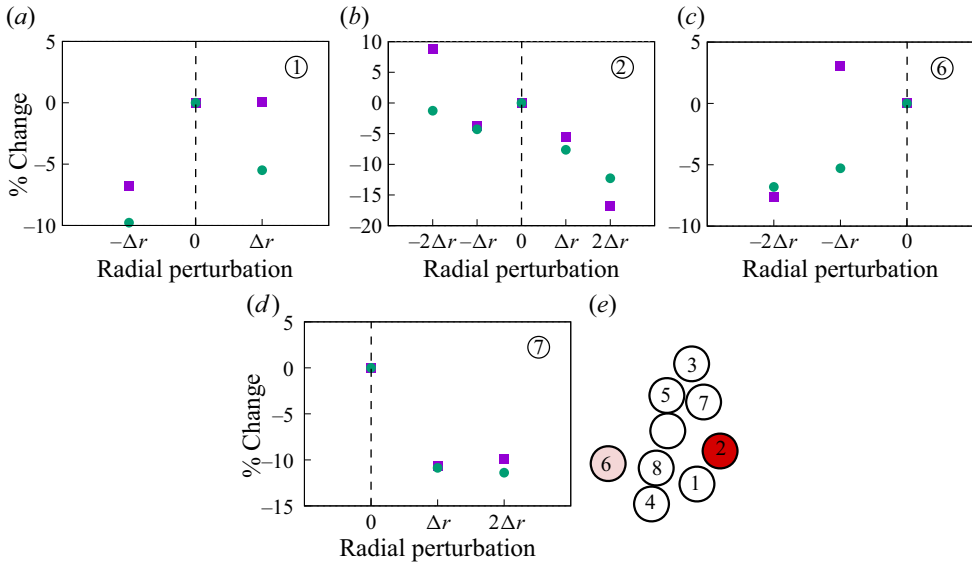 (a)
5
0
−5
−10
% Change
−Δr
0
Δr
Radial perturbation
①
(b)
10
5
0
−5
−10
−15
−20
−2Δr
−Δr
0
Δr
2Δr
Radial perturbation
②
(c)
5
0
−5
−10
−2Δr
−Δr
0
Radial perturbation
⑥
(d)
5
0
−5
−10
−15
% Change
0
Δr
2Δr
Radial perturbation
⑦
(e)
3
5
7
2
6
8
1
4